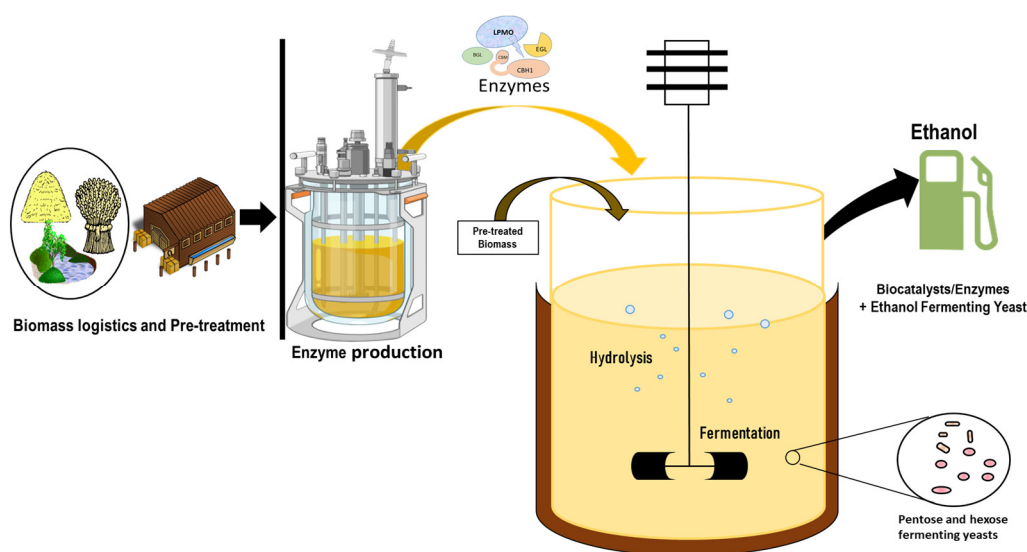 LPMO
EGL
BGL
CBM
CBH1
Enzymes
Ethanol
Pre-treated
Biomass
Biomass logistics and Pre-treatment
Enzyme production
Biocatalysts/Enzymes
+ Ethanol Fermenting Yeast
Hydrolysis
Fermentation
Pentose and hexose
fermenting yeasts